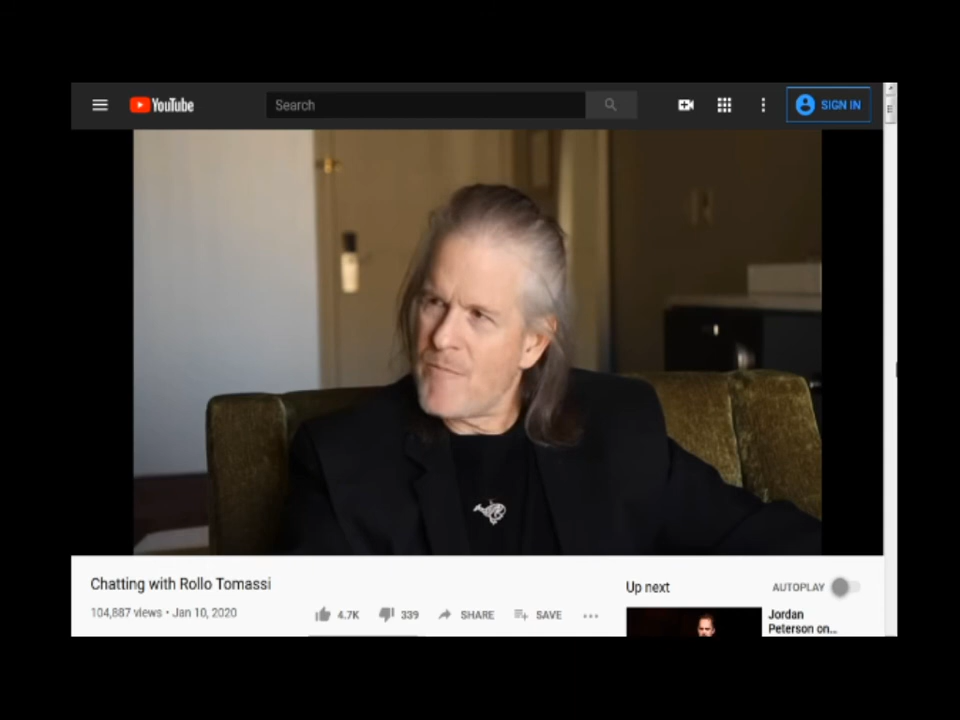 YouTube
Search
SIGN IN
Chatting with Rollo Tomassi
104,887 views • Jan 10, 2020
4.7K
339
SHARE
SAVE
Up next
AUTOPLAY
Jordan
Peterson on...